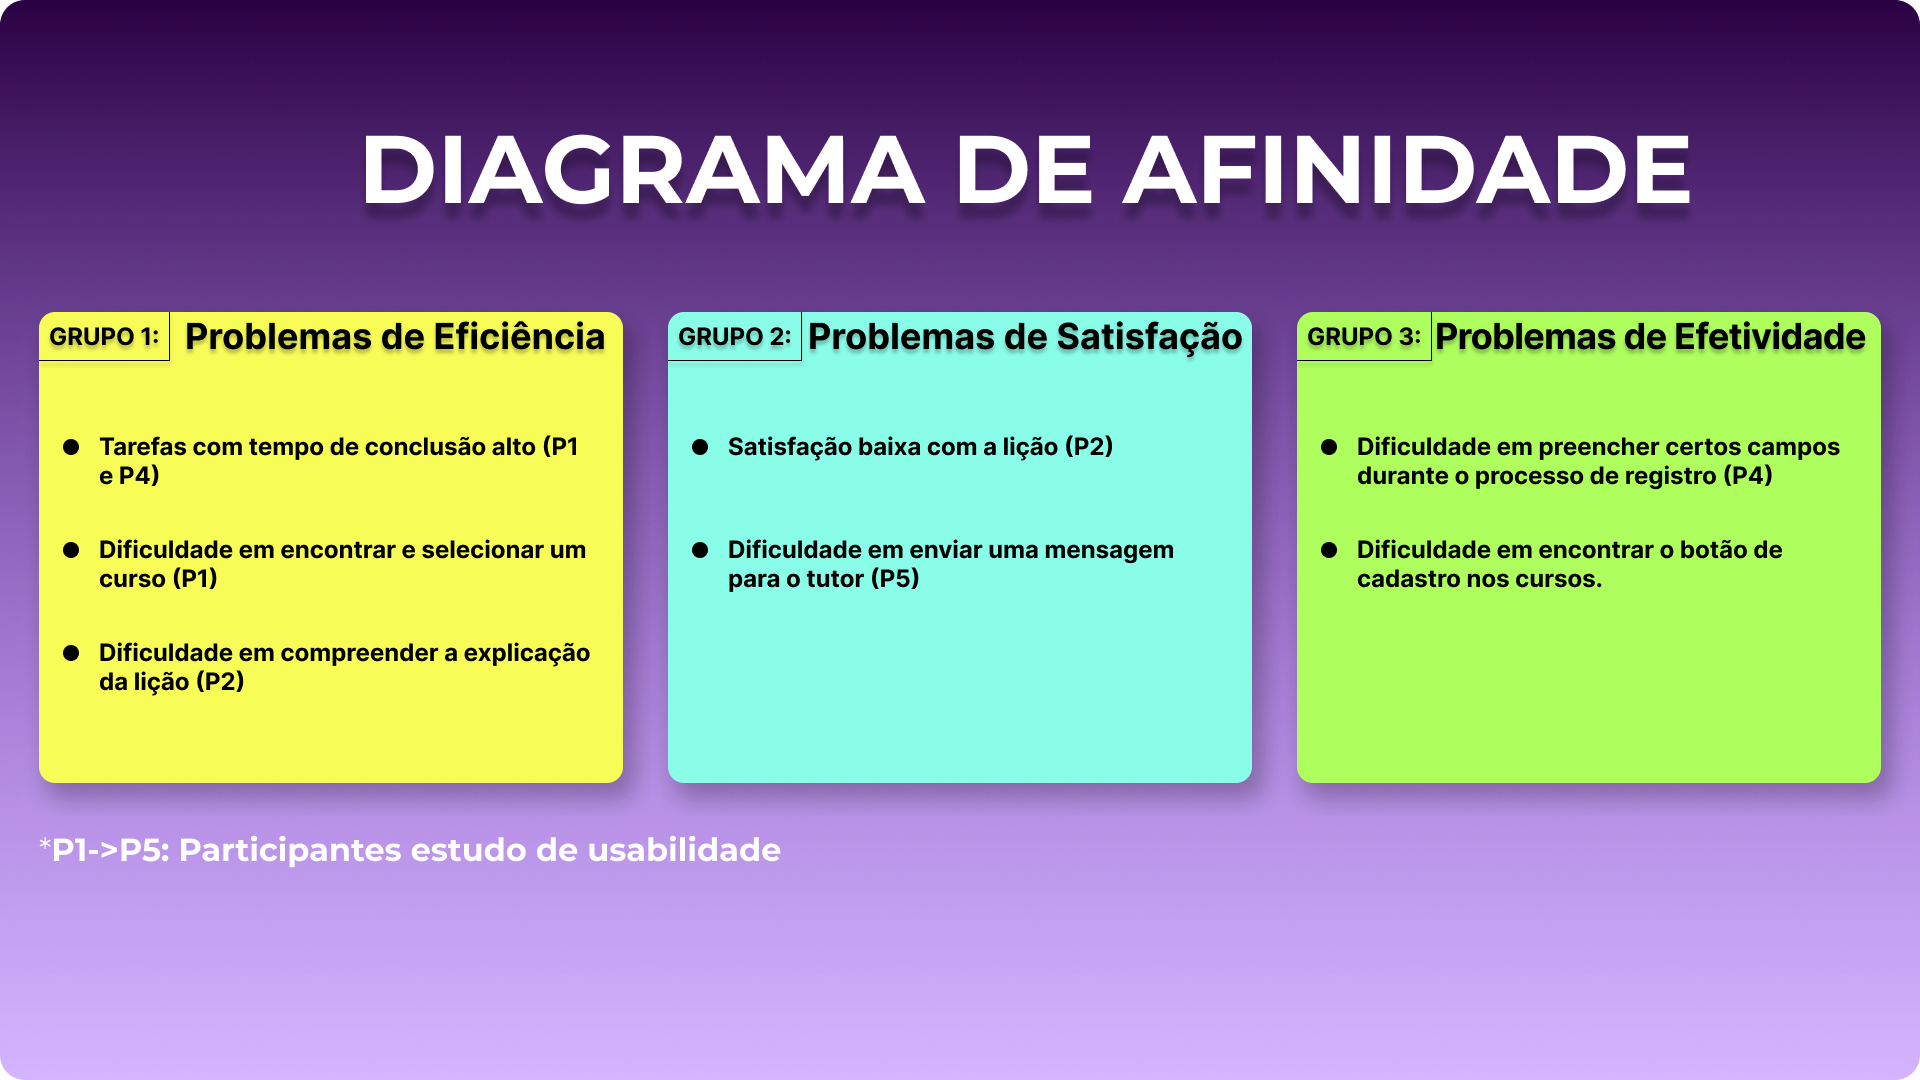 DIAGRAMA DE AFINIDADE
GRUPO 1: Problemas de Eficiência
● Tarefas com tempo de conclusão alto (P1
e P4)
● Dificuldade em encontrar e selecionar um
curso (P1)
● Dificuldade em compreender a explicação
da lição (P2)
GRUPO 2: Problemas de Satisfação
● Satisfação baixa com a lição (P2)
● Dificuldade em enviar uma mensagem
para o tutor (P5)
GRUPO 3: Problemas de Efetividade
● Dificuldade em preencher certos campos
durante o processo de registro (P4)
● Dificuldade em encontrar o botão de
cadastro nos cursos.
*P1->P5: Participantes estudo de usabilidade